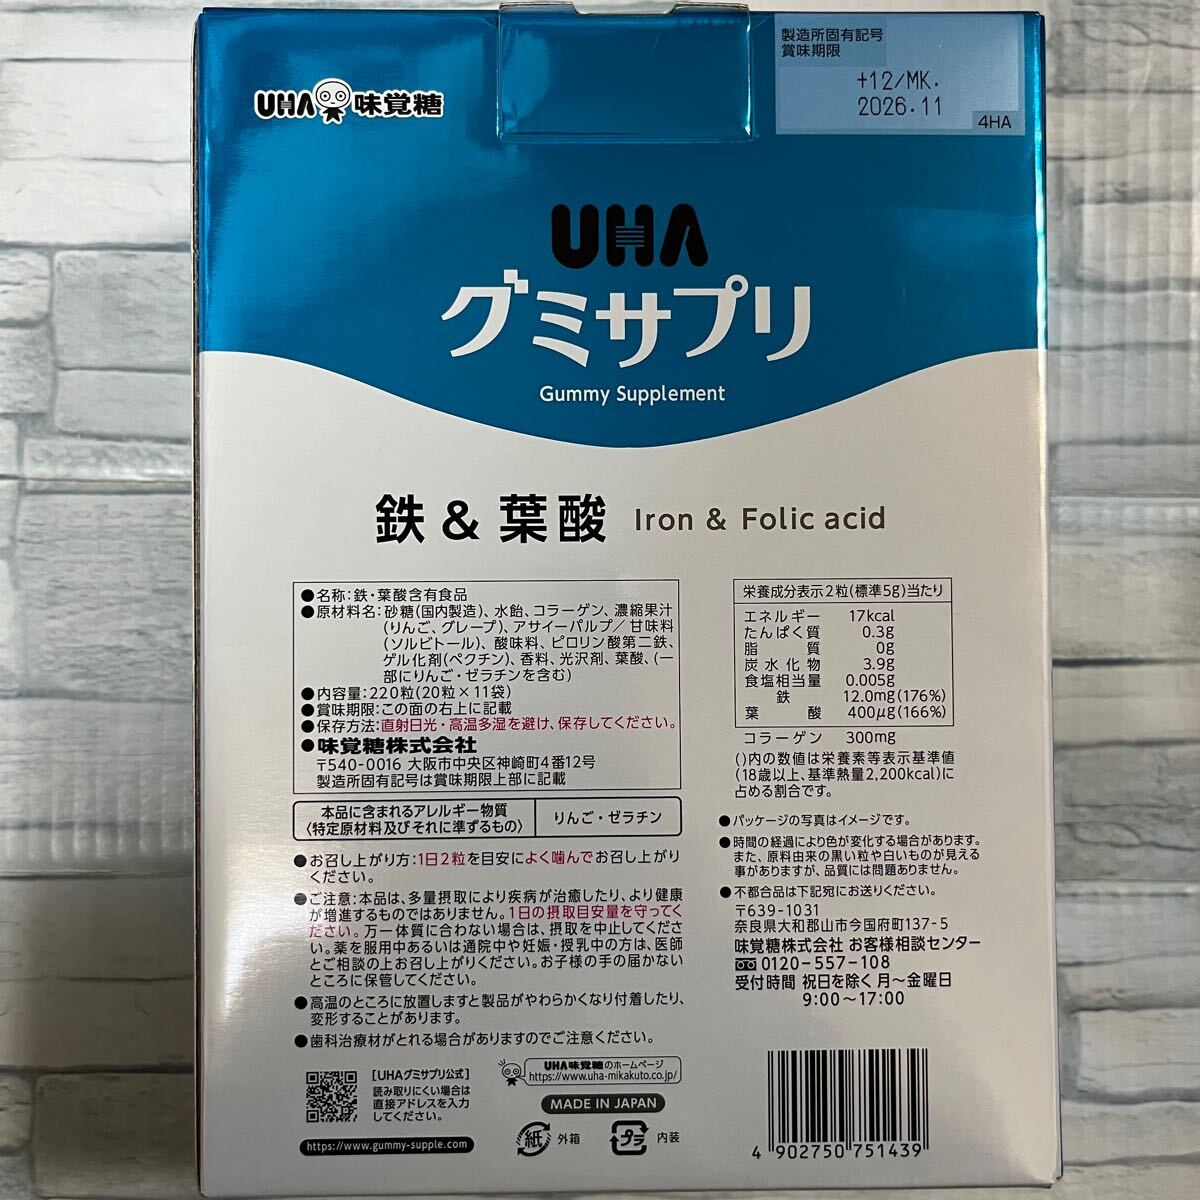 UHA味覚糖
製造所固有記号
賞味期限
+12/MK.
2026.11
4HA
UHA
グミサプリ
Gummy Supplement
鉄 & 葉酸 Iron & Folic acid
●名称:鉄・葉酸含有食品
●原材料名:砂糖(国内製造)、水飴、コラーゲン、濃縮果汁
(りんご、グレープ)、アサイーパルプ/甘味料
(ソルビトール)、酸味料、ピロリン酸第二鉄、
ゲル化剤(ペクチン)、香料、光沢剤、葉酸、(一
部にりんご・ゼラチンを含む)
●内容量:220粒(20粒×11袋)
●賞味期限:この面の右上に記載
●保存方法:直射日光・高温多湿を避け、保存してください。
●味覚糖株式会社
〒540-0016 大阪市中央区神崎町4番12号
製造所固有記号は賞味期限上部に記載
本品に含まれるアレルギー物質
〈特定原材料及びそれに準ずるもの〉
りんご・ゼラチン
●お召し上がり方:1日2粒を目安によく噛んでお召し上がり
ください。
●ご注意:本品は、多量摂取により疾病が治癒したり、より健康
が増進するものではありません。1日の摂取目安量を守ってく
ださい。万一体質に合わない場合は、摂取を中止してくださ
い。薬を服用中あるいは通院中や妊娠・授乳中の方は、医師
とご相談の上お召し上がりください。お子様の手の届かない
ところに保管してください。
●高温のところに放置しますと製品がやわらかくなり付着したり、
変形することがあります。
●歯科治療材がとれる場合がありますのでご注意ください。
栄養成分表示2粒(標準5g)当たり
エネルギー 17kcal
たんぱく質 0.3g
脂質 0g
炭水化物 3.9g
食塩相当量 0.005g
鉄 12.0mg(176%)
葉酸 400μg(166%)
コラーゲン 300mg
()内の数値は栄養素等表示基準値
(18歳以上、基準熱量2,200kcal)に
占める割合です。
●パッケージの写真はイメージです。
●時間の経過により色が変化する場合があります。
また、原料由来の黒い粒や白いものが見える
事がありますが、品質には問題ありません。
●不都合品は下記宛にお送りください。
〒639-1031
奈良県大和郡山市今国府町137-5
味覚糖株式会社 お客様相談センター
0120-557-108
受付時間 祝日を除く 月～金曜日
9:00～17:00
[UHAグミサプリ公式]
読み取りにくい場合は
直接アドレスを入力
してください。
https://www.gummy-supple.com
UHA味覚糖のホームページ
https://www.uha-mikakuto.co.jp/
MADE IN JAPAN
紙 外箱
プラ 内装
4 902750 751439